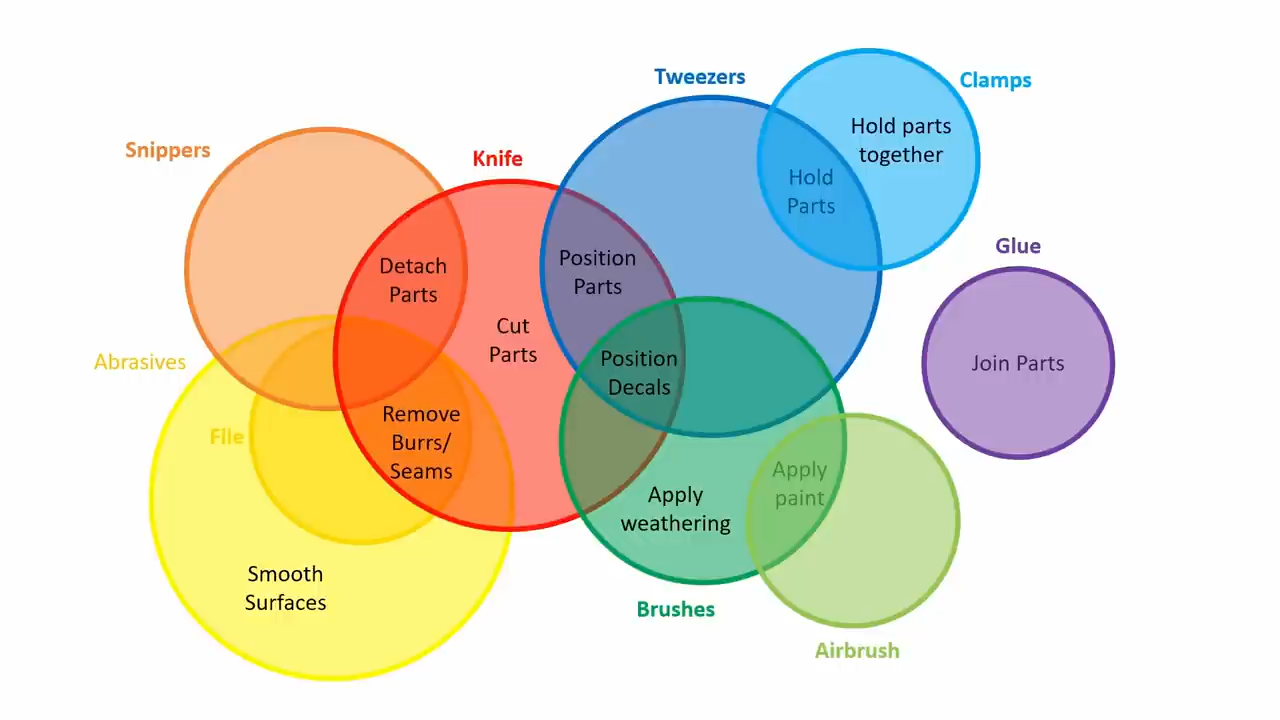 Tweezers
Clamps
Hold parts
together
Snippers
Knife
Hold
Parts
Glue
Detach
Parts
Position
Parts
Cut
Parts
Join Parts
Abrasives
Position
Decals
File
Remove
Burrs/
Seams
Apply
weathering
Apply
paint
Smooth
Surfaces
Brushes
Airbrush